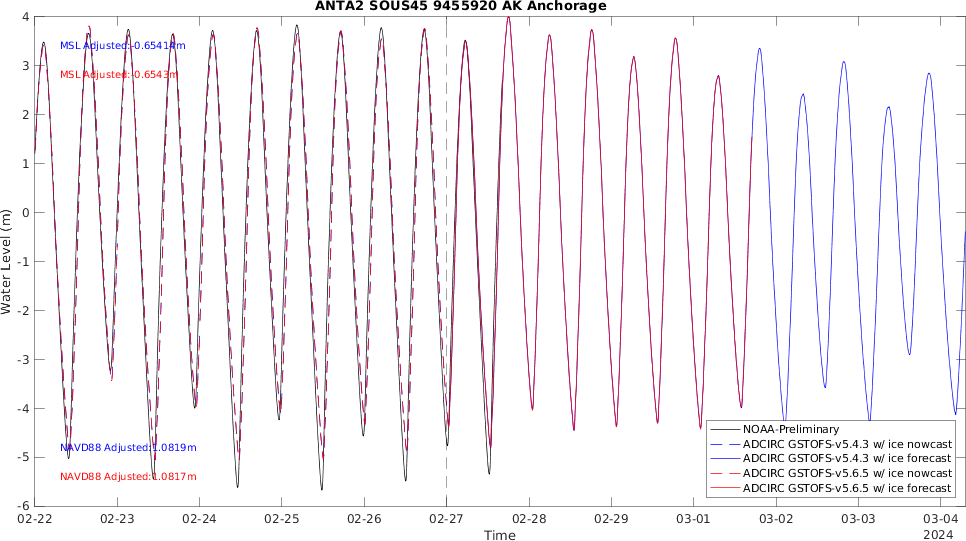 ANTA2 SOUS45 9455920 AK Anchorage
4
3
2
1
0
-1
-2
-3
-4
-5
-6
Water Level (m)
MSL Adjusted:-0.65414m
MSL Adjusted:-0.6543m
NAVD88 Adjusted:1.0819m
NAVD88 Adjusted:1.0817m
NOAA-Preliminary
ADCIRC GSTOFS-v5.4.3 w/ ice nowcast
ADCIRC GSTOFS-v5.4.3 w/ ice forecast
ADCIRC GSTOFS-v5.6.5 w/ ice nowcast
ADCIRC GSTOFS-v5.6.5 w/ ice forecast
02-22 02-23 02-24 02-25 02-26 02-27 02-28 02-29 03-01 03-02 03-03 03-04
Time
2024